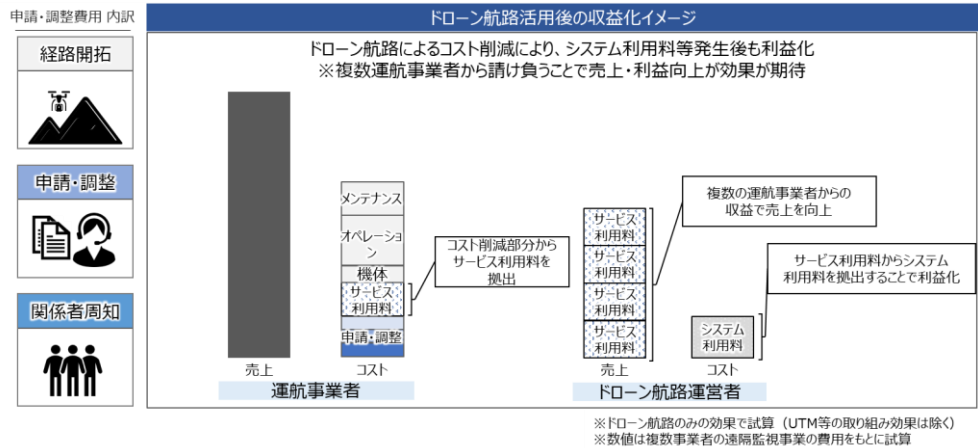 申請・調整費用 内訳
経路開拓
申請・調整
関係者周知
ドローン航路活用後の収益化イメージ
ドローン航路によるコスト削減により、システム利用料等発生後も利益化
※複数運航事業者から請け負うことで売上・利益向上が効果が期待
メンテナンス
オペレーショ
ン
機体
サービス
利用料
申請・調整
コスト削減部分から
サービス利用料を
拠出
売上
コスト
運航事業者
サービス
利用料
サービス
利用料
サービス
利用料
サービス
利用料
複数の運航事業者からの
収益で売上を向上
サービス利用料からシステム
利用料を拠出することで利益化
システム
利用料
売上
コスト
ドローン航路運営者
※ドローン航路のみの効果で試算（UTM等の取り組み効果は除く）
※数値は複数事業者の遠隔監視事業の費用をもとに試算